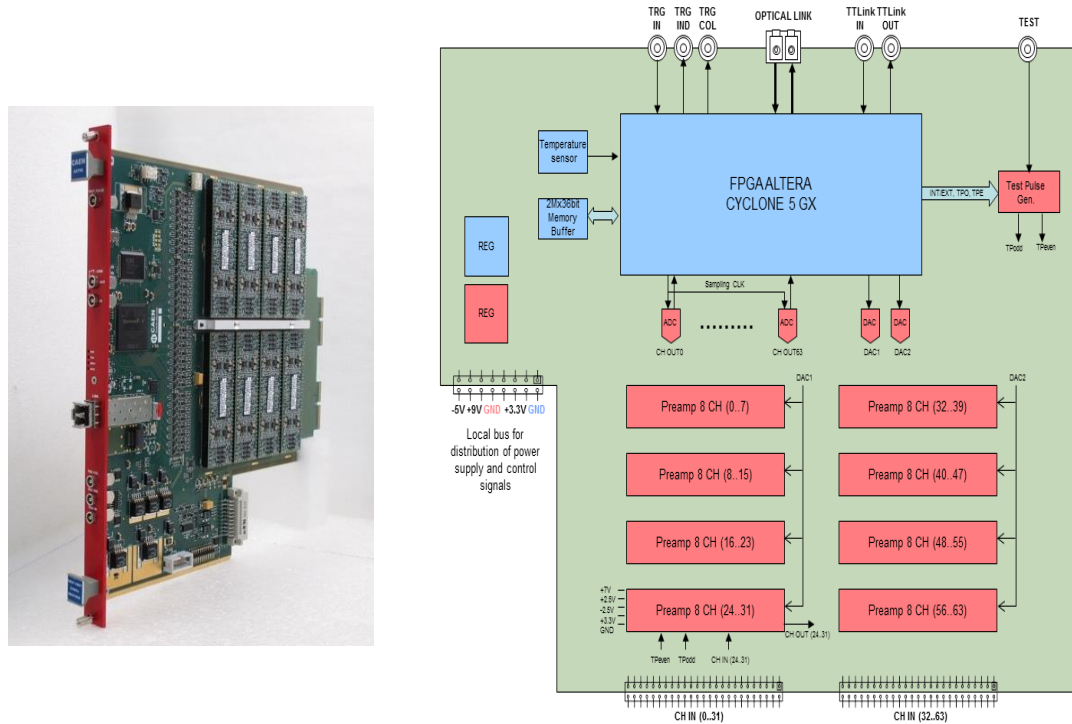 CAEN
TRG IN
TRG IND
TRG COL
OPTICAL LINK
TTLink IN
TTLink OUT
TEST
Temperature sensor
2Mx36bit Memory Buffer
FPGAALTERA
CYCLONE 5 GX
INT/EXT, TPO, TPE
Test Pulse Gen.
TPodd
TPeven
REG
REG
Sampling CLK
ADC
ADC
DAC
DAC
CH OUT0
CH OUT63
DAC1
DAC2
-5V +9V GND +3.3V GND
Local bus for
distribution of power
supply and control
signals
DAC1
DAC2
Preamp 8 CH (0..7)
Preamp 8 CH (32..39)
Preamp 8 CH (8..15)
Preamp 8 CH (40..47)
Preamp 8 CH (16..23)
Preamp 8 CH (48..55)
+7V
+2.5V
-2.5V
+3.3V
GND
Preamp 8 CH (24..31)
Preamp 8 CH (56..63)
CH OUT (24..31)
TPeven
TPodd
CH IN (24..31)
CH IN (0..31)
CH IN (32..63)